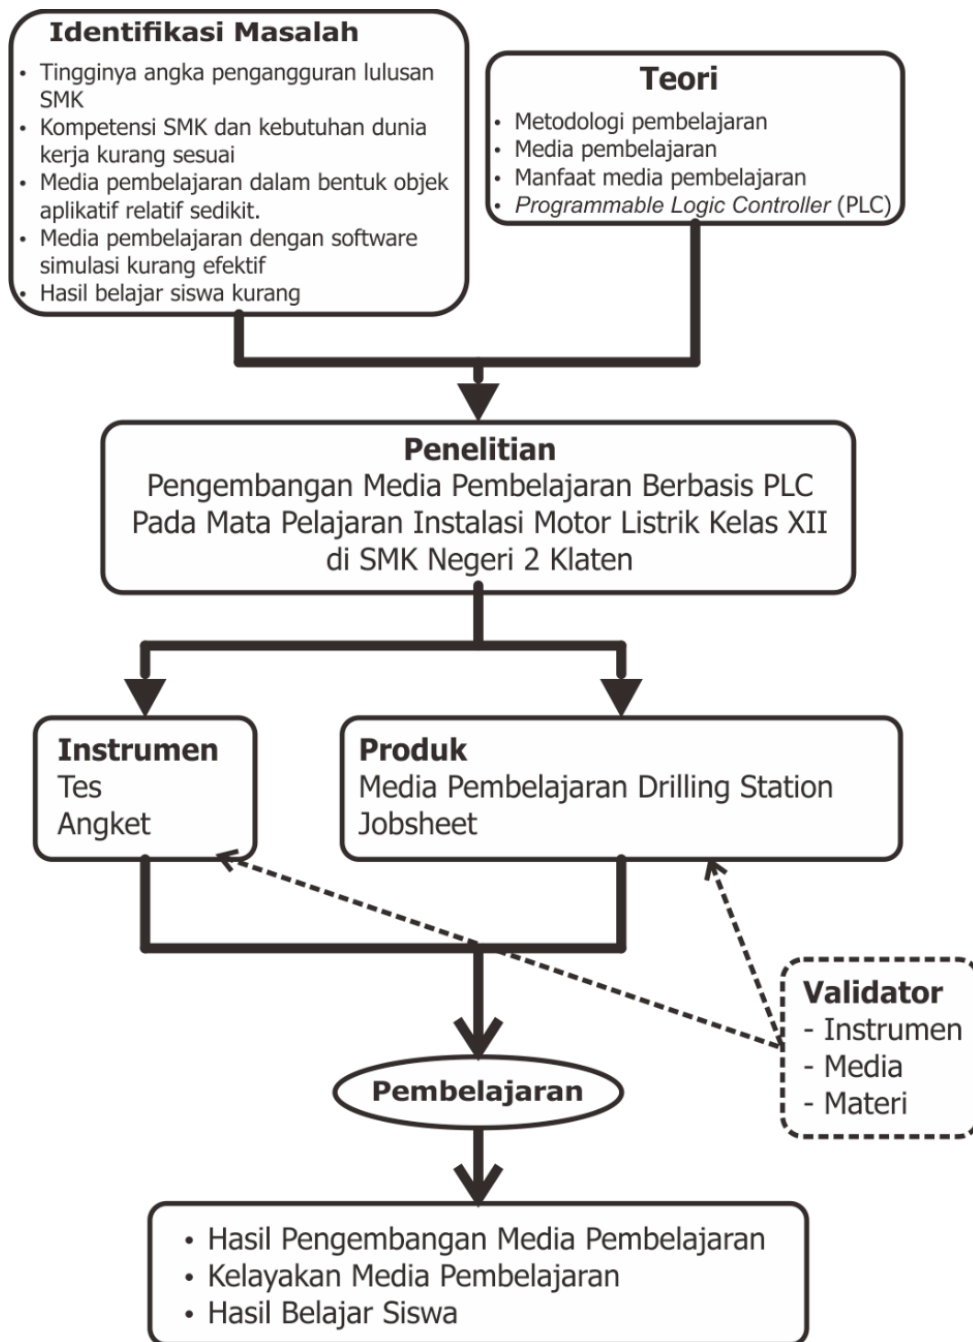 Identifikasi Masalah
• Tingginya angka pengangguran lulusan
SMK
• Kompetensi SMK dan kebutuhan dunia
kerja kurang sesuai
• Media pembelajaran dalam bentuk objek
aplikatif relatif sedikit.
• Media pembelajaran dengan software
simulasi kurang efektif
• Hasil belajar siswa kurang
Teori
• Metodologi pembelajaran
• Media pembelajaran
• Manfaat media pembelajaran
• Programmable Logic Controller (PLC)
Penelitian
Pengembangan Media Pembelajaran Berbasis PLC
Pada Mata Pelajaran Instalasi Motor Listrik Kelas XII
di SMK Negeri 2 Klaten
Instrumen
Tes
Angket
Produk
Media Pembelajaran Drilling Station
Jobsheet
Validator
- Instrumen
- Media
- Materi
Pembelajaran
• Hasil Pengembangan Media Pembelajaran
• Kelayakan Media Pembelajaran
• Hasil Belajar Siswa